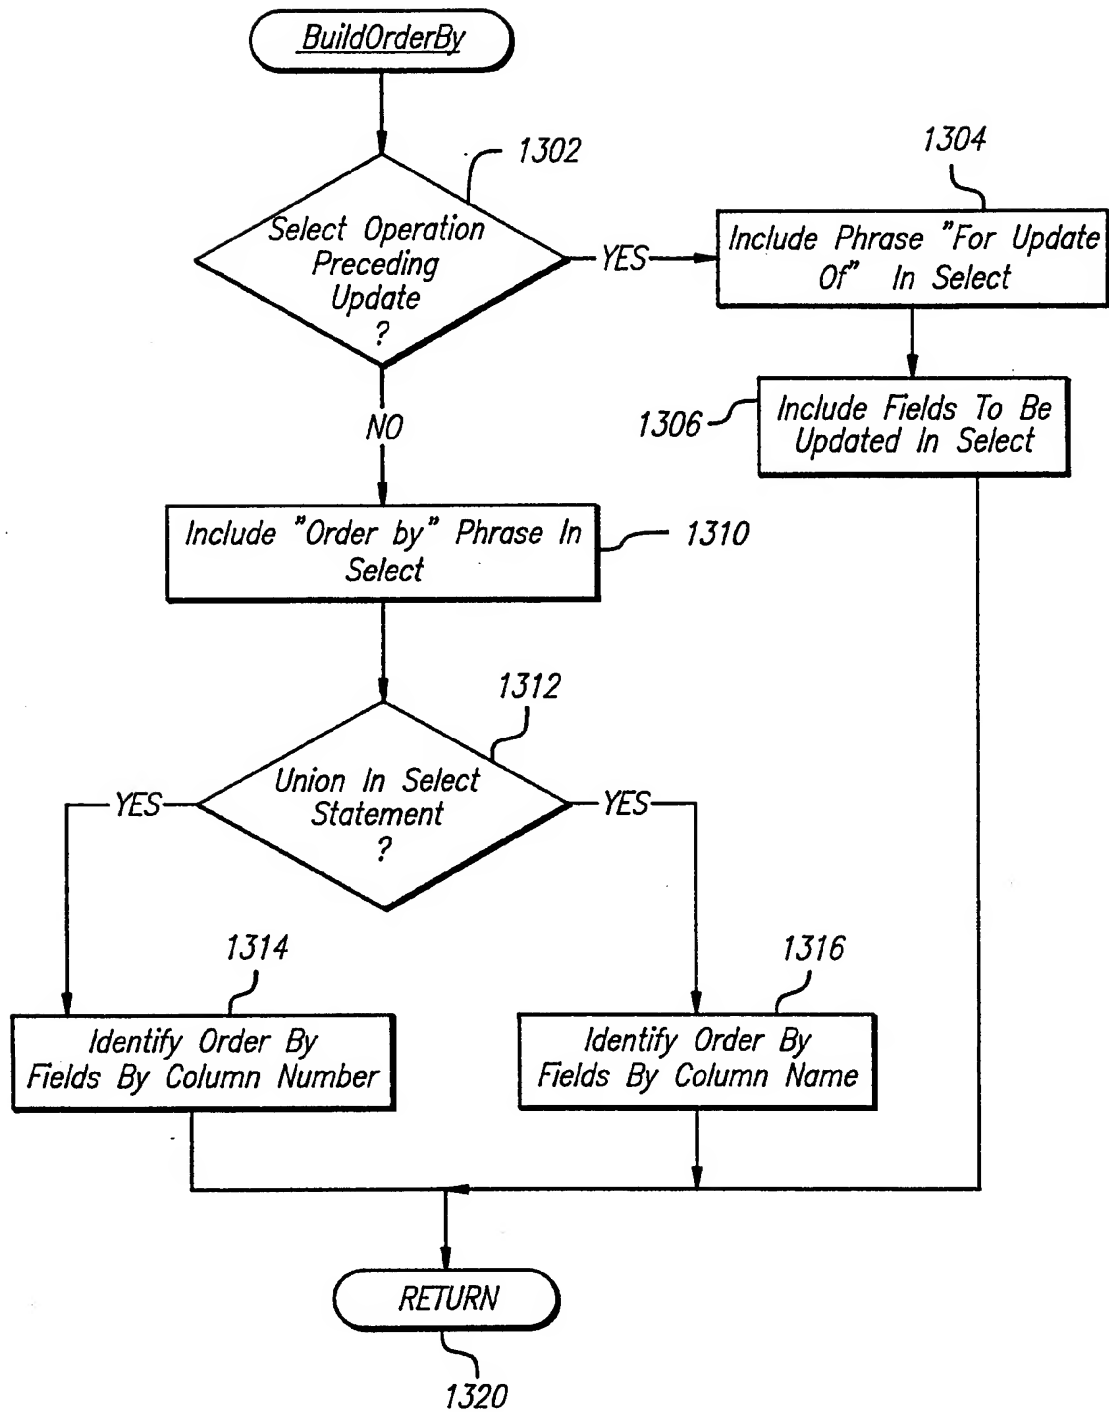 BuildOrderBy
1302
Select Operation
Preceding
Update
?
YES
1304
Include Phrase "For Update
Of" In Select
1306
Include Fields To Be
Updated In Select
NO
Include "Order by" Phrase In
Select
1310
1312
Union In Select
Statement
?
YES
YES
1314
Identify Order By
Fields By Column Number
1316
Identify Order By
Fields By Column Name
RETURN
1320